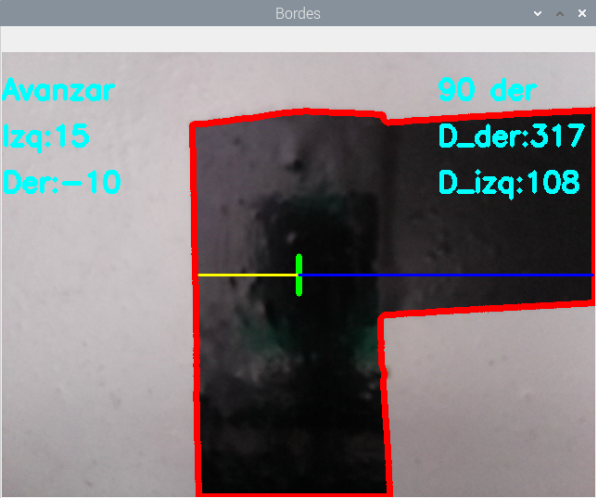 Bordes
Avanzar
Izq:15
Der:-10
90 der
D_der:317
D_izq:108